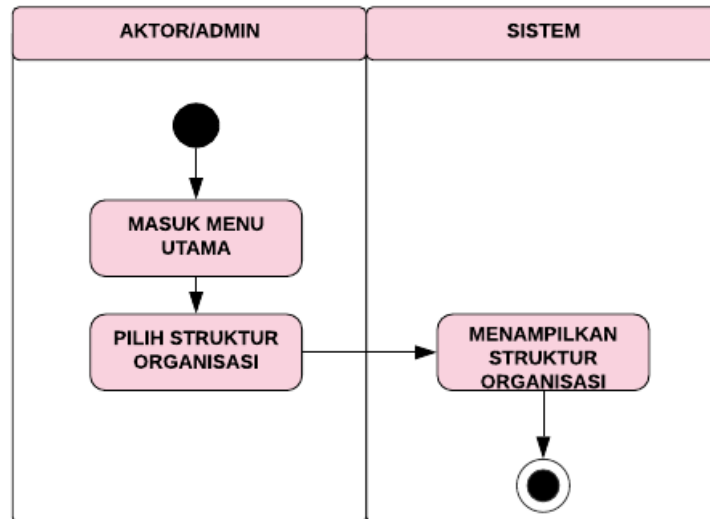 AKTOR/ADMIN
SISTEM
MASUK MENU
UTAMA
PILIH STRUKTUR
ORGANISASI
MENAMPILKAN
STRUKTUR
ORGANISASI